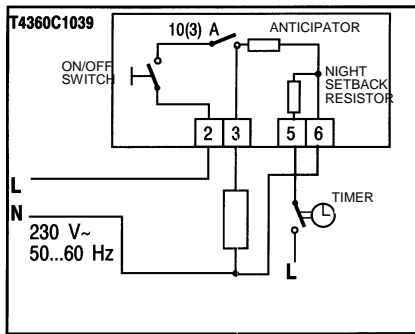 T4360C1039
10(3) A
ANTICIPATOR
ON/OFF
SWITCH
NIGHT
SETBACK
RESISTOR
2 3 5 6
L
TIMER
N
230 V~
50...60 Hz
L